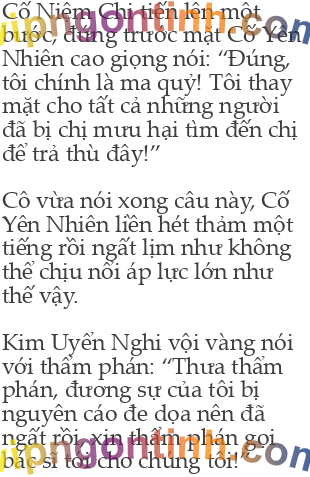 Cố Niệm Chi tiến lên một
bước, đứng trước mặt Cố Yên
Nhiên cao giọng nói: “Đúng,
tôi chính là ma quỷ! Tôi thay
mặt cho tất cả những người
đã bị chị mưu hại tìm đến chị
để trả thù đây!”
Cô vừa nói xong câu này, Cố
Yên Nhiên liền hét thảm một
tiếng rồi ngất lịm như không
thể chịu nổi áp lực lớn như
thế vậy.
Kim Uyển Nghi vội vàng nói
với thẩm phán: “Thưa thẩm
phán, đương sự của tôi bị
nguyên cáo đe dọa nên đã
ngất rồi, xin thẩm phán gọi
bác sĩ tới cho chúng tôi!”
vipngontinh.com
vipngontinh.com